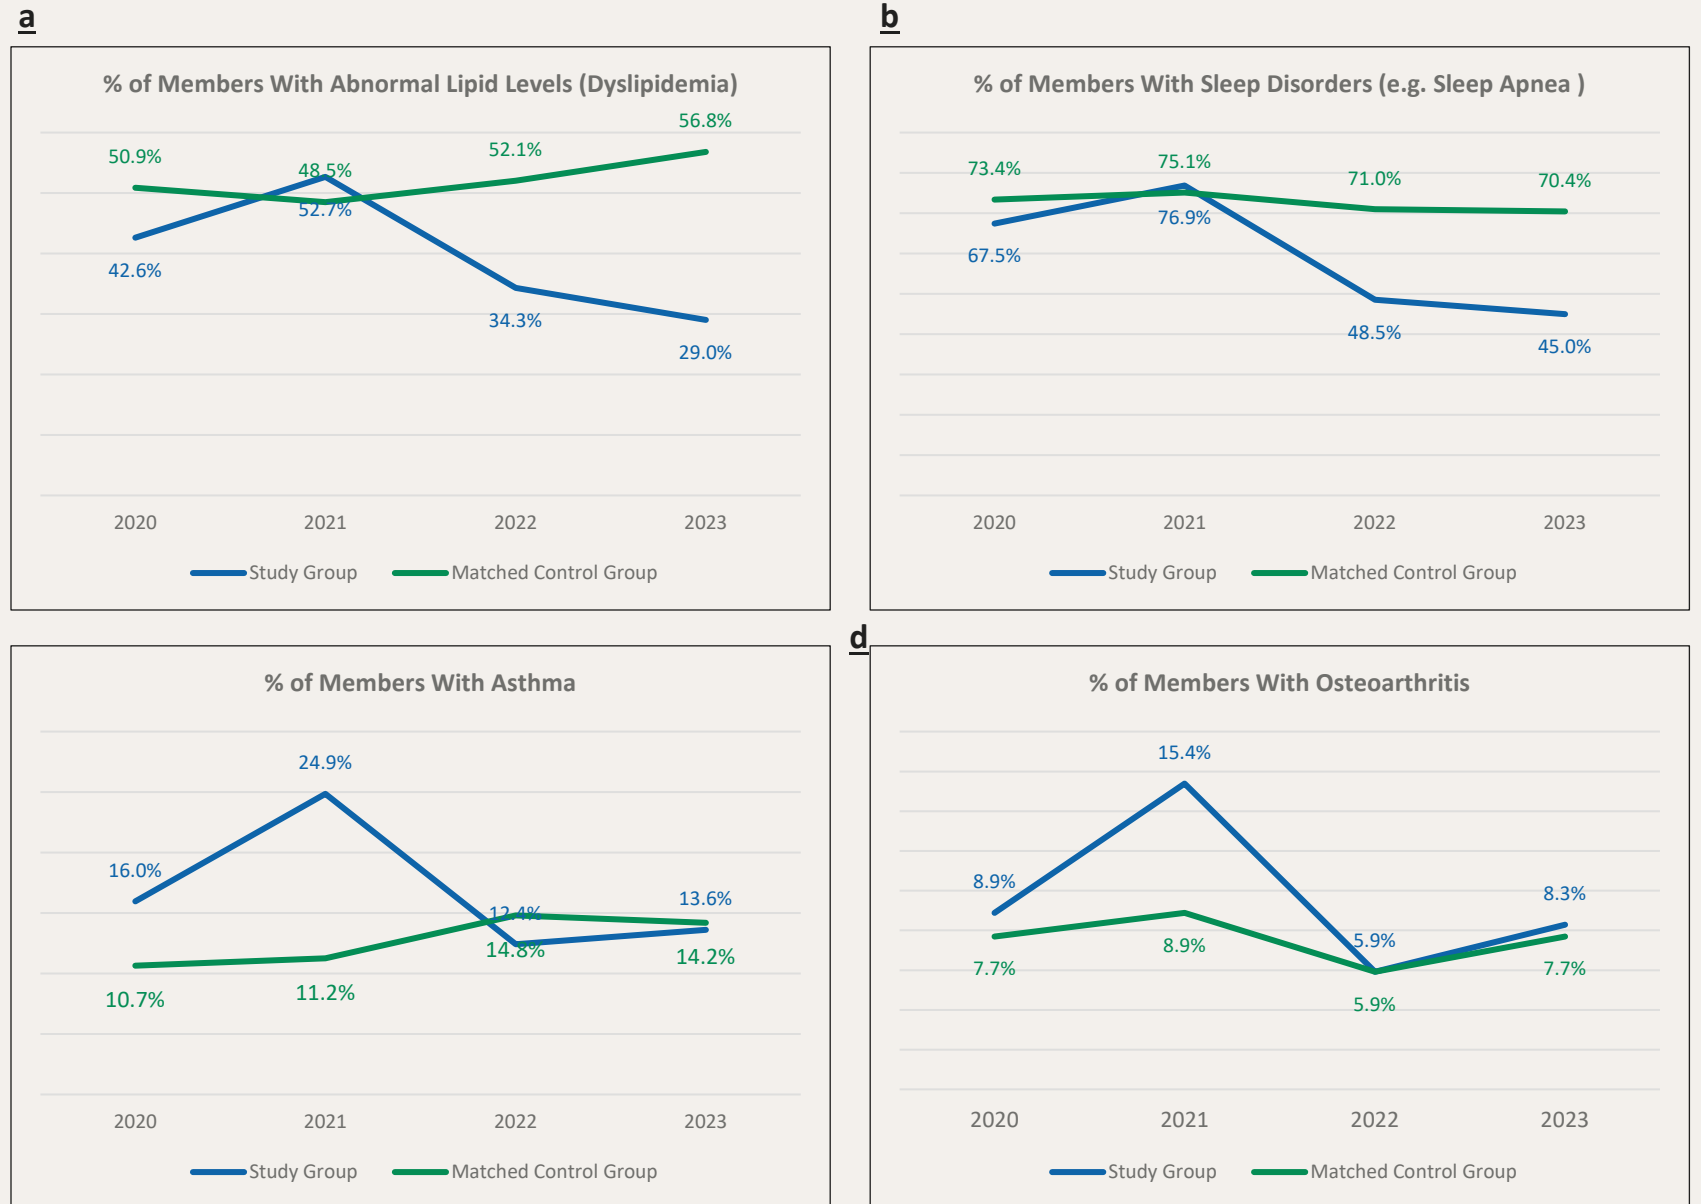 a
% of Members With Abnormal Lipid Levels (Dyslipidemia)
56.8%
52.1%
50.9%
48.5%
52.7%
42.6%
34.3%
29.0%
2020 2021 2022 2023
Study Group Matched Control Group
b
% of Members With Sleep Disorders (e.g. Sleep Apnea )
75.1%
73.4%
71.0%
70.4%
76.9%
67.5%
48.5%
45.0%
2020 2021 2022 2023
Study Group Matched Control Group
% of Members With Asthma
24.9%
16.0%
13.6%
12.4%
14.8%
14.2%
11.2%
10.7%
2020 2021 2022 2023
Study Group Matched Control Group
d
% of Members With Osteoarthritis
15.4%
8.9%
8.3%
5.9%
8.9%
7.7%
7.7%
5.9%
2020 2021 2022 2023
Study Group Matched Control Group